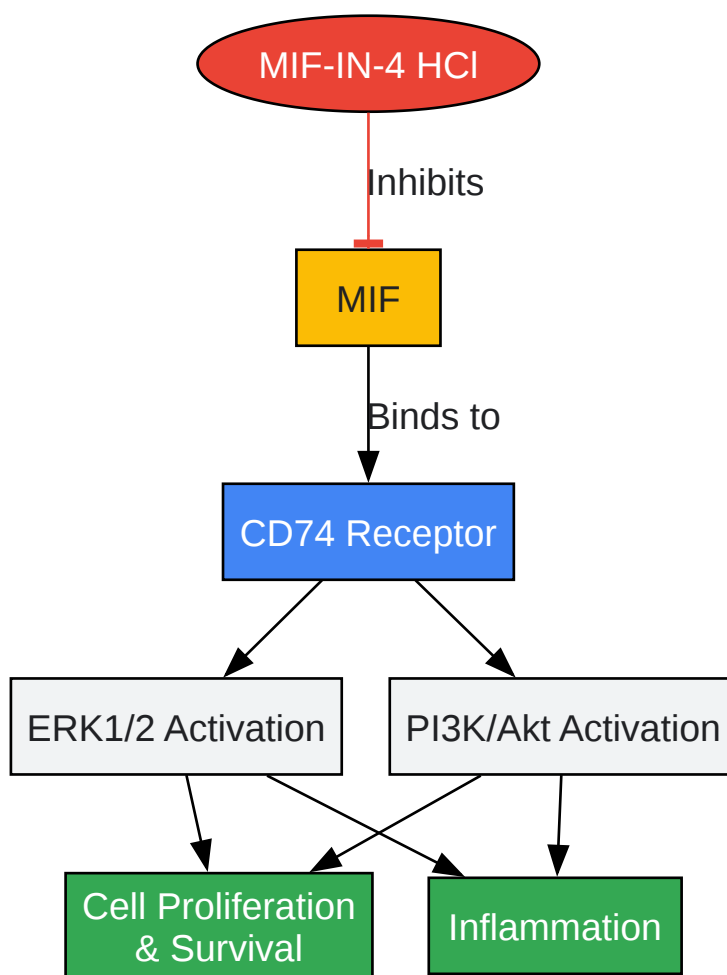 MIF-IN-4 HCl
Inhibits
MIF
Binds to
CD74 Receptor
ERK1/2 Activation
PI3K/Akt Activation
Cell Proliferation
& Survival
Inflammation